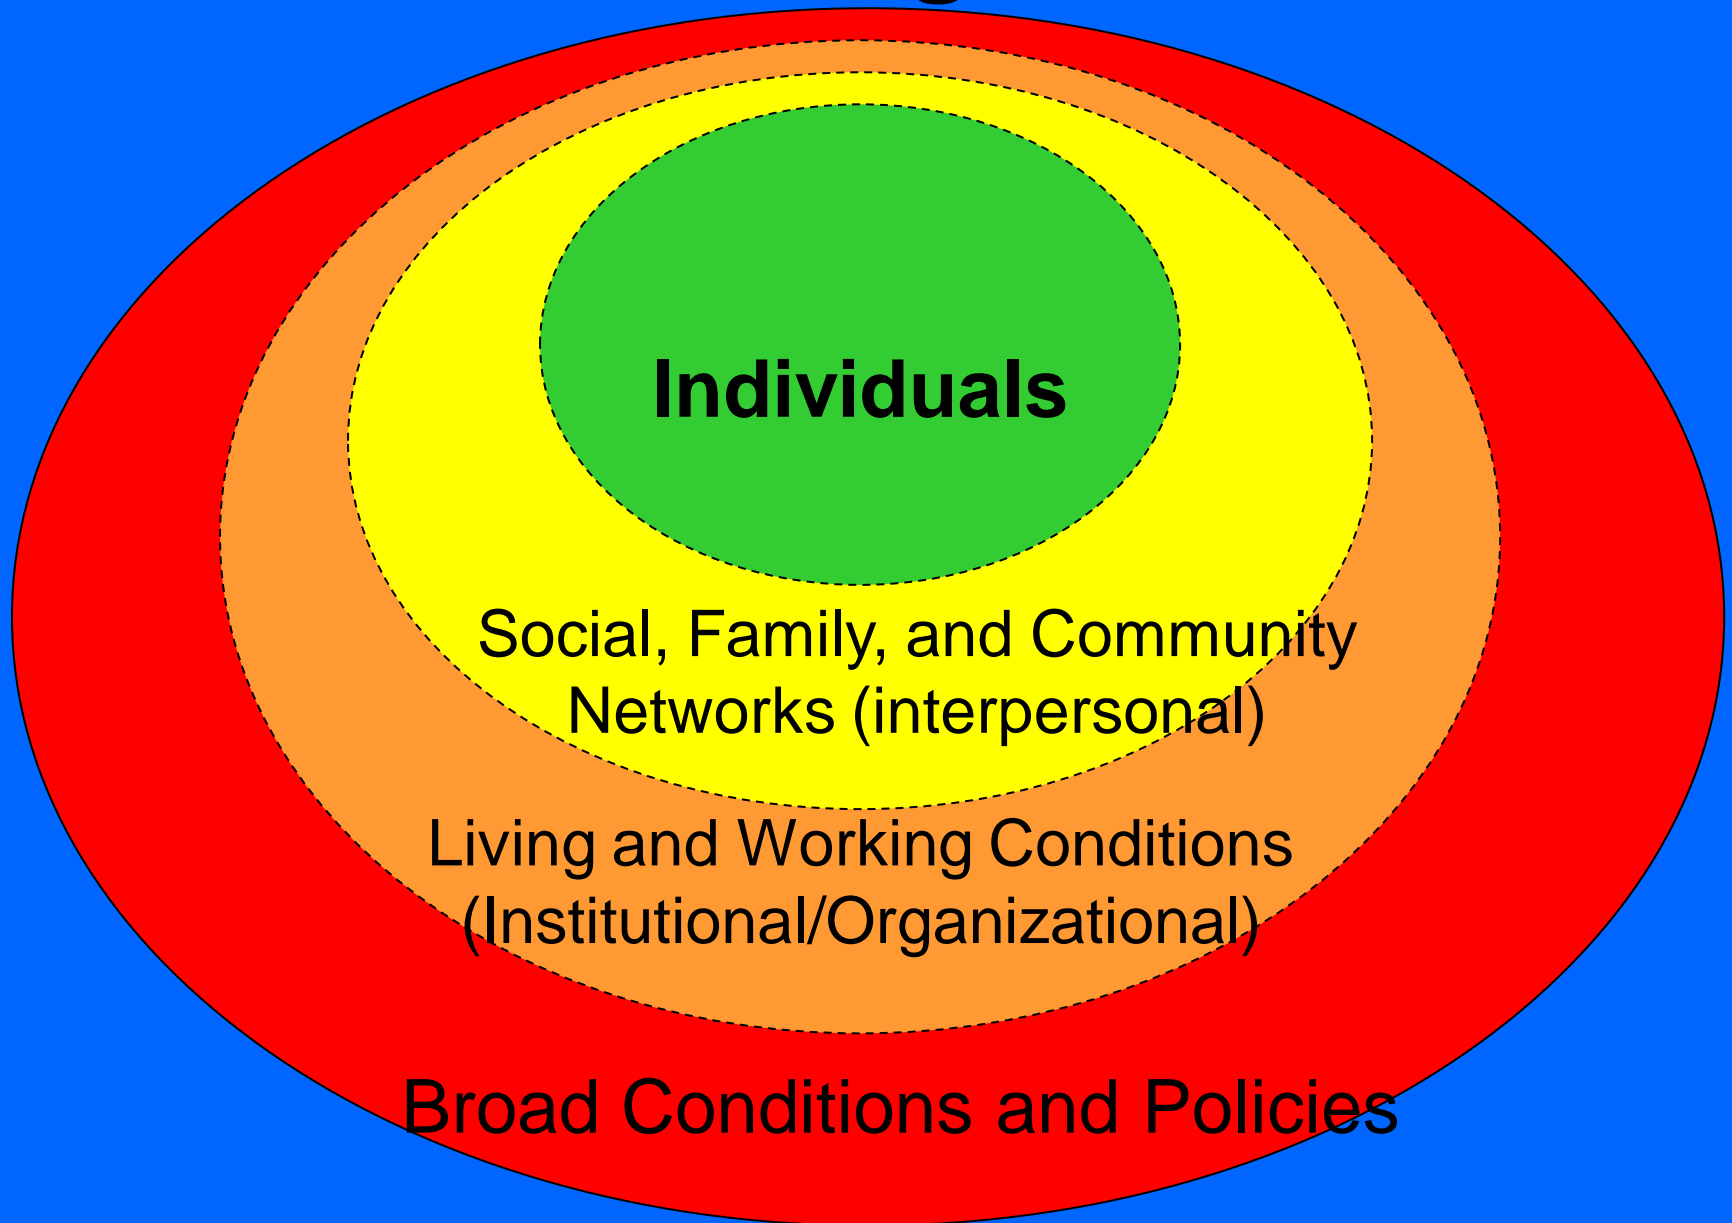 Individuals
Social, Family, and Community
Networks (interpersonal)
Living and Working Conditions
(Institutional/Organizational)
Broad Conditions and Policies